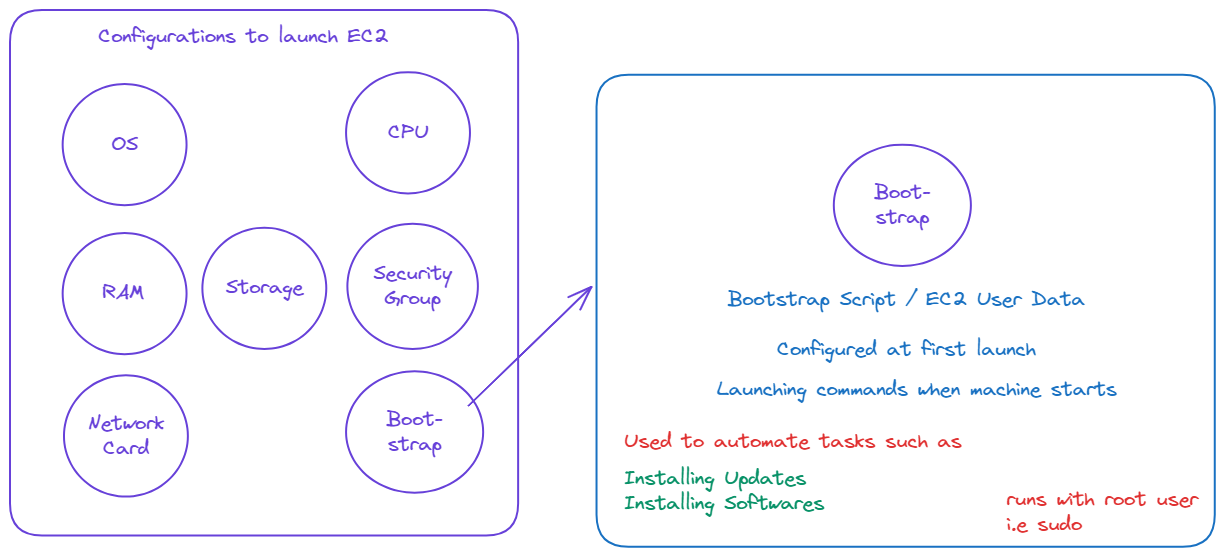 Configurations to launch EC2
OS
CPU
RAM
Storage
Security
Group
Network
Card
Boot-
strap
Boot-
strap
Bootstrap Script / EC2 User Data
Configured at first launch
Launching commands when machine starts
Used to automate tasks such as
Installing Updates
Installing Softwares
runs with root user
i.e sudo